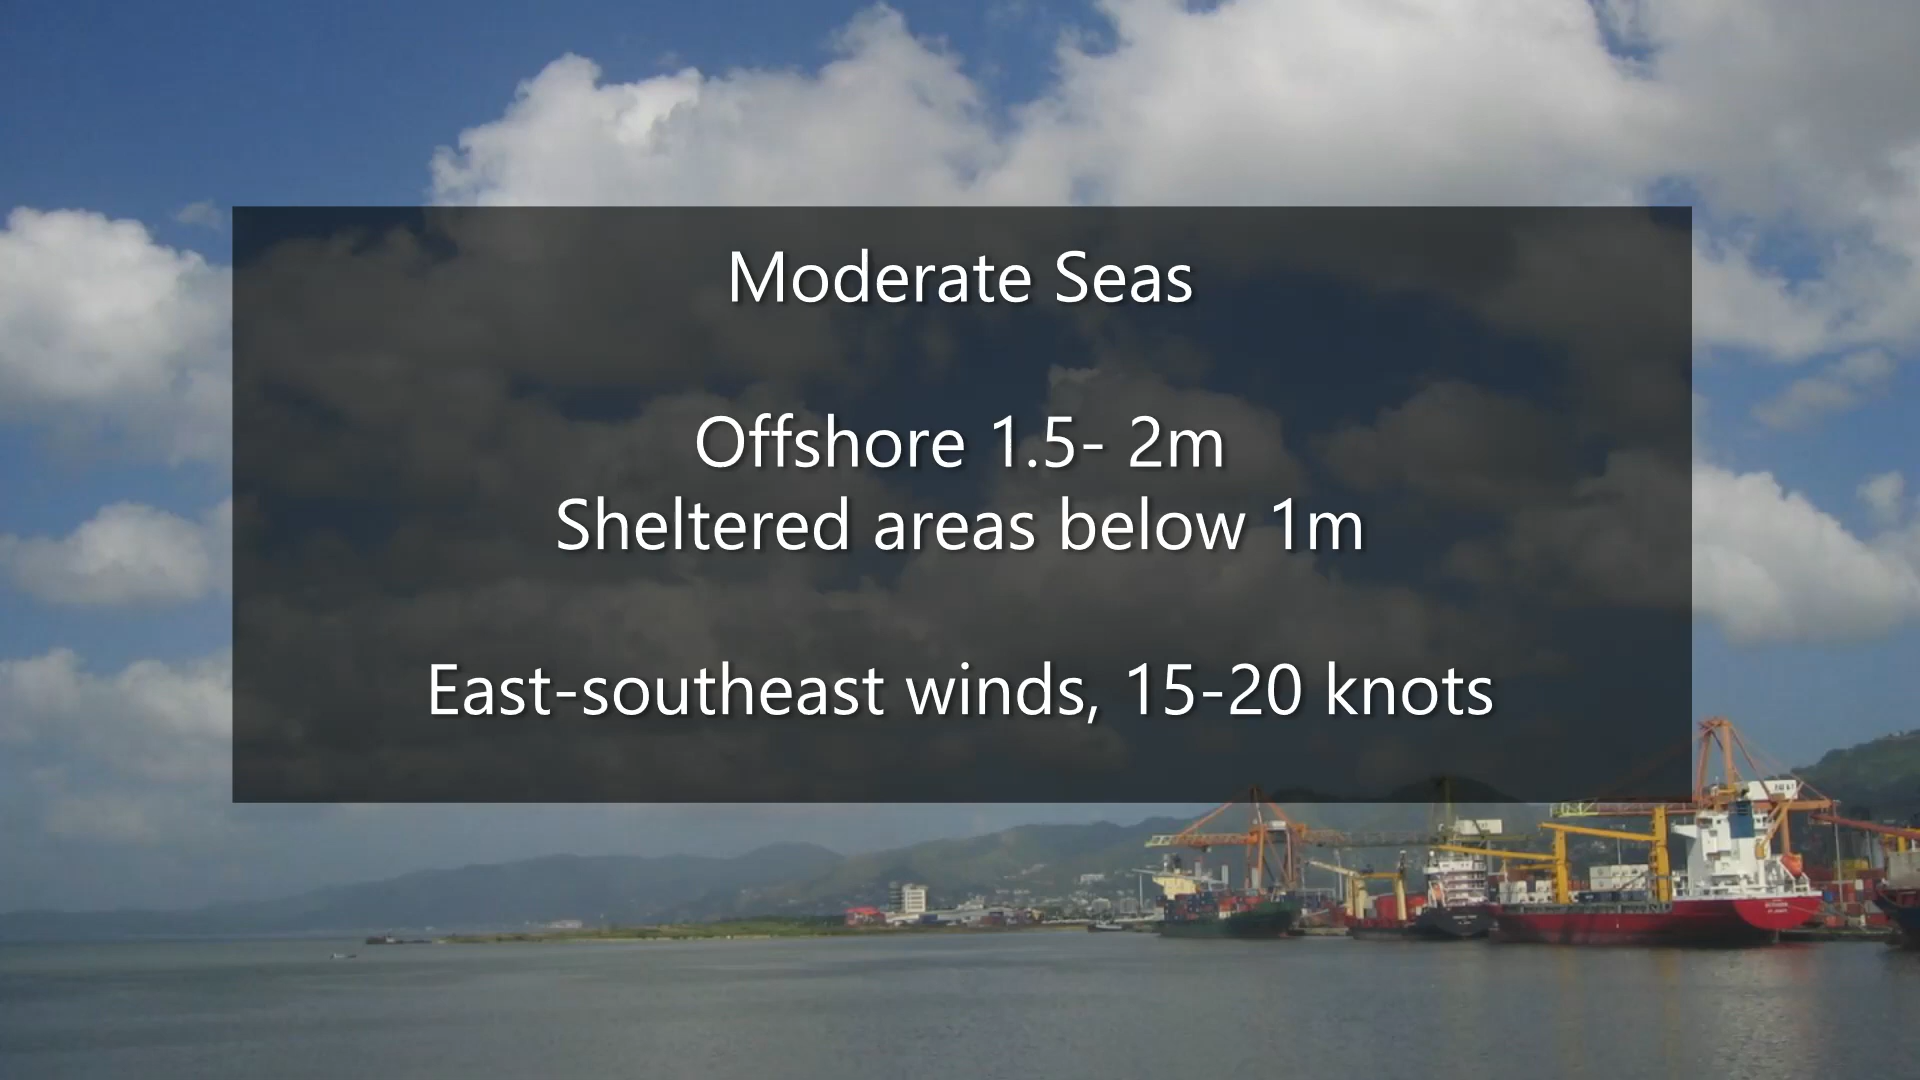 Moderate Seas
Offshore 1.5- 2m
Sheltered areas below 1m
East-southeast winds, 15-20 knots